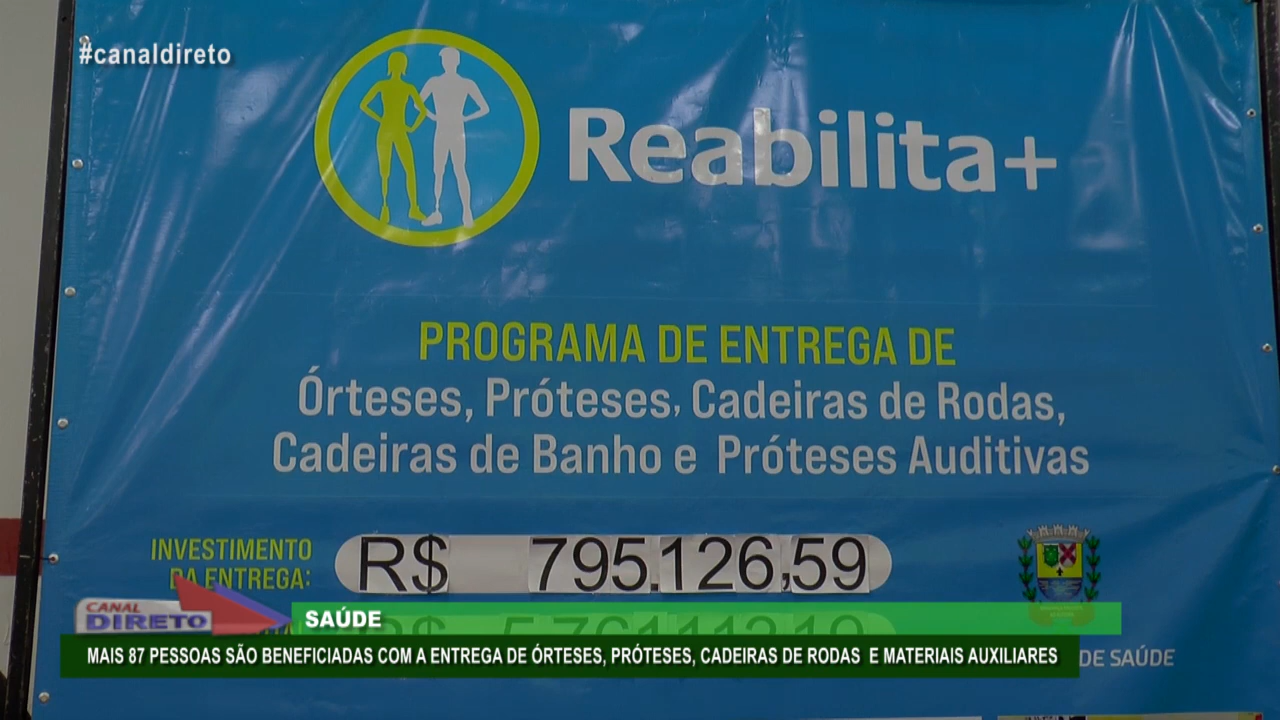 #canaldireto
Reabilita+
PROGRAMA DE ENTREGA DE
Órteses, Próteses, Cadeiras de Rodas,
Cadeiras de Banho e Próteses Auditivas
INVESTIMENTO
DA ENTREGA:
R$ 795.126,59
CANAL
DIRETO
SAÚDE
MAIS 87 PESSOAS SÃO BENEFICIADAS COM A ENTREGA DE ÓRTESES, PRÓTESES, CADEIRAS DE RODAS E MATERIAIS AUXILIARES
DE SAÚDE